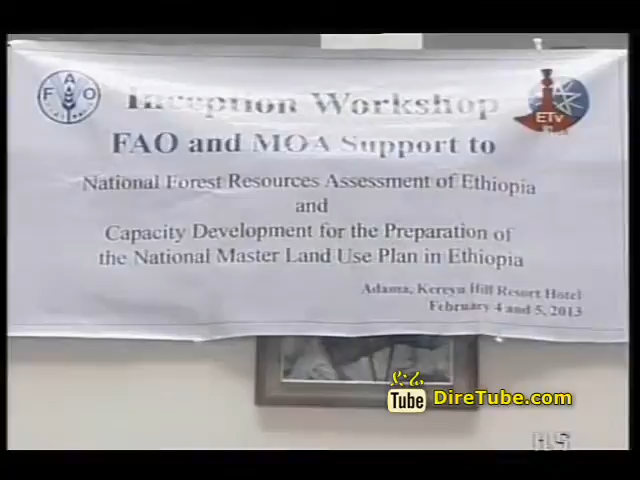 FAO
ETV
Inception Workshop
FAO and MOA Support to
National Forest Resources Assessment of Ethiopia
and
Capacity Development for the Preparation of
the National Master Land Use Plan in Ethiopia
Adama, Kereyu Hill Resort Hotel
February 4 and 5, 2013
ድሬ
Tube DireTube.com